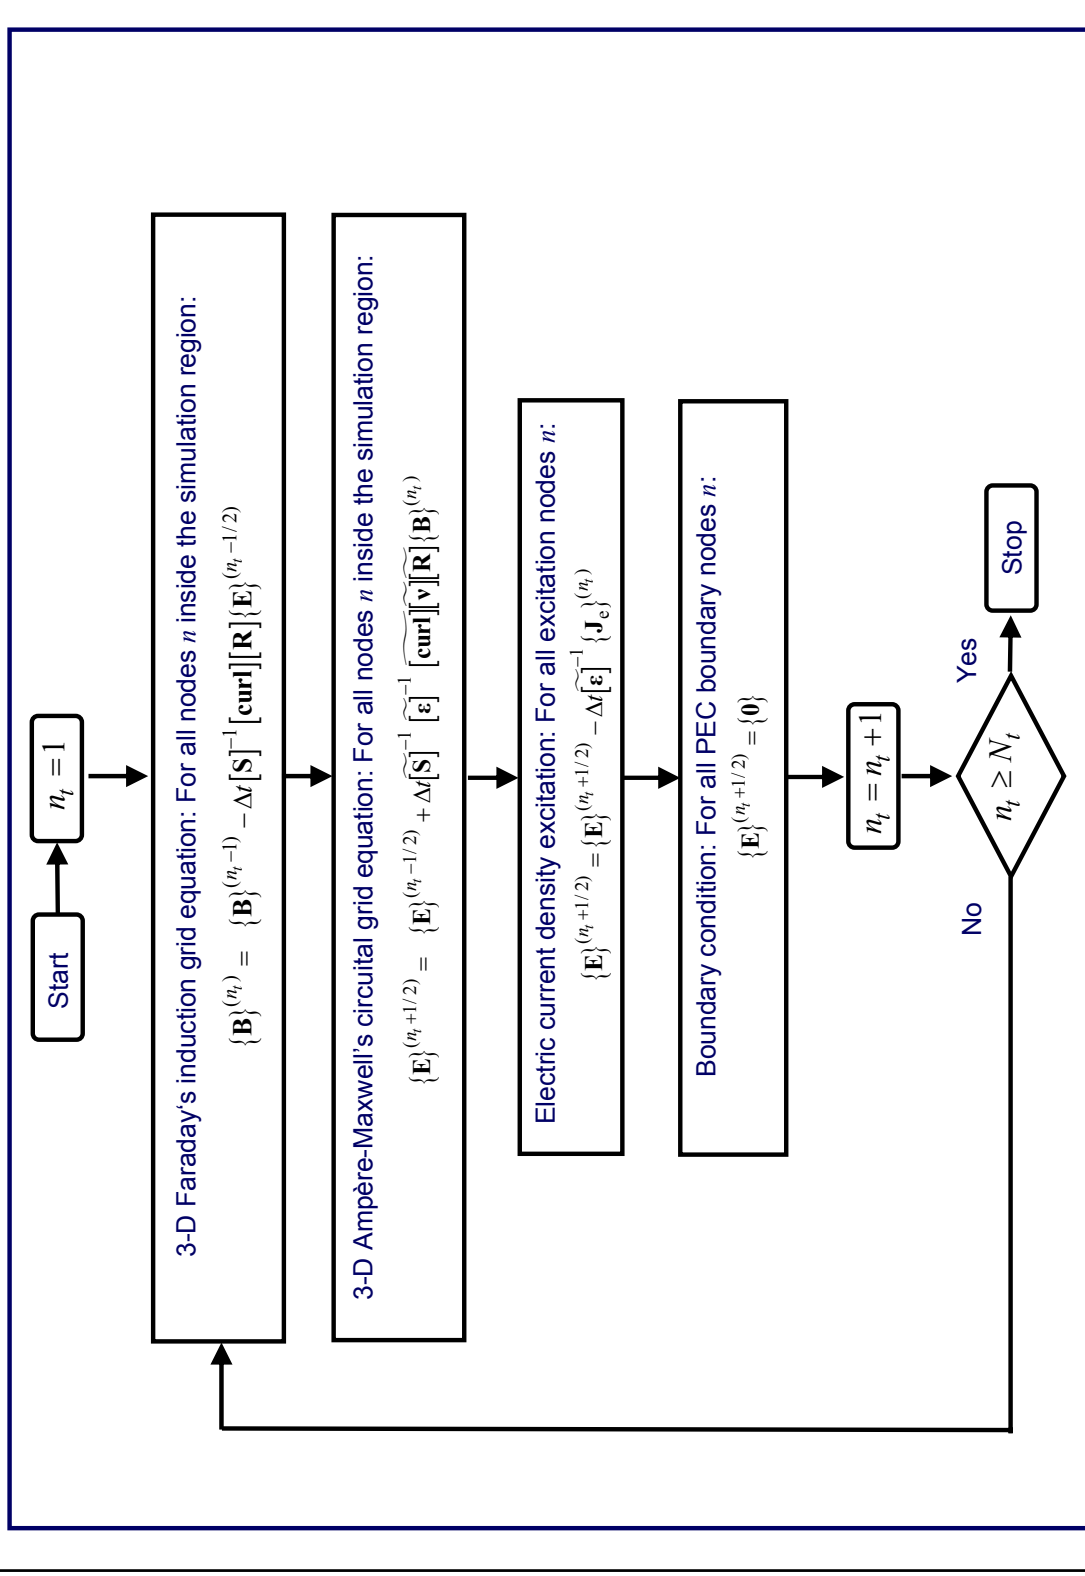 Start
n_t = 1
3-D Faraday‘s induction grid equation: For all nodes n inside the simulation region:
{B}^(n_t) = {B}^(n_t−1) − Δt [S]^−1 [curl][R]{E}^(n_t−1/2)
3-D Ampère-Maxwell’s circuital grid equation: For all nodes n inside the simulation region:
{E}^(n_t+1/2) = {E}^(n_t−1/2) + Δt [S̃]^−1 [ε̃]^−1 [c̃url][ṽ][R̃]{B}^(n_t)
Electric current density excitation: For all excitation nodes n:
{E}^(n_t+1/2) = {E}^(n_t+1/2) − Δt [ε̃]^−1 {J_e}^(n_t)
Boundary condition: For all PEC boundary nodes n:
{E}^(n_t+1/2) = {0}
n_t = n_t + 1
n_t ≥ N_t
No
Yes
Stop